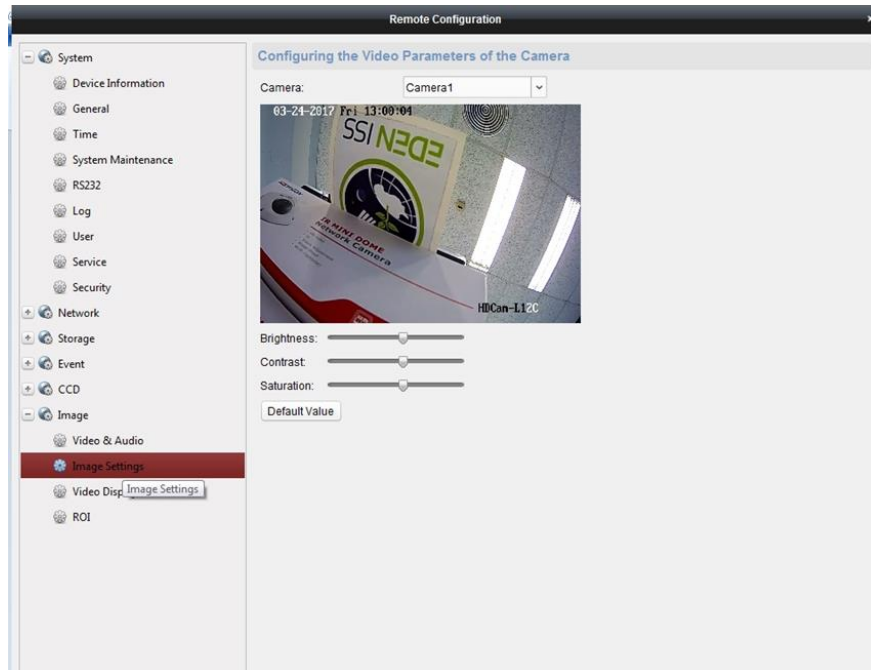 Remote Configuration
System
Device Information
General
Time
System Maintenance
RS232
Log
User
Service
Security
Network
Storage
Event
CCD
Image
Video & Audio
Image Settings
Video Disp
Image Settings
ROI
Configuring the Video Parameters of the Camera
Camera: Camera1
03-24-2017 Fri 13:00:04
ISS EDEN
IR MINI DOME
Network Camera
HDCam-L12C
Brightness:
Contrast:
Saturation:
Default Value